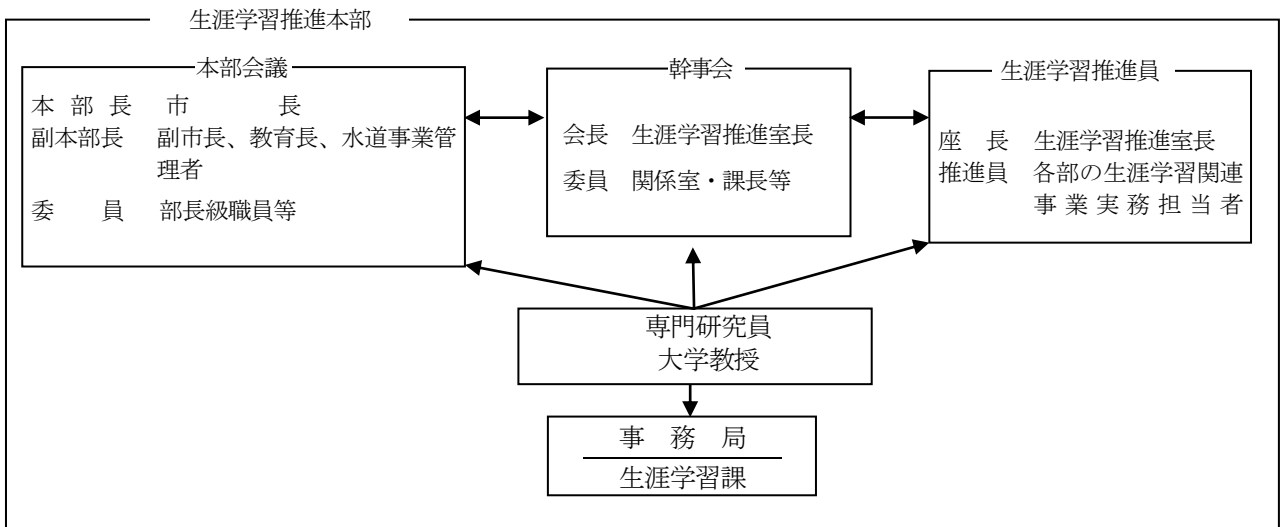 生涯学習推進本部
本部会議
本 部 長 市 長
副本部長 副市長、教育長、水道事業管
理者
委 員 部長級職員等
幹事会
会長 生涯学習推進室長
委員 関係室・課長等
生涯学習推進員
座 長 生涯学習推進室長
推進員 各部の生涯学習関連
事 業 実 務 担 当 者
専門研究員
大学教授
事 務 局
生涯学習課